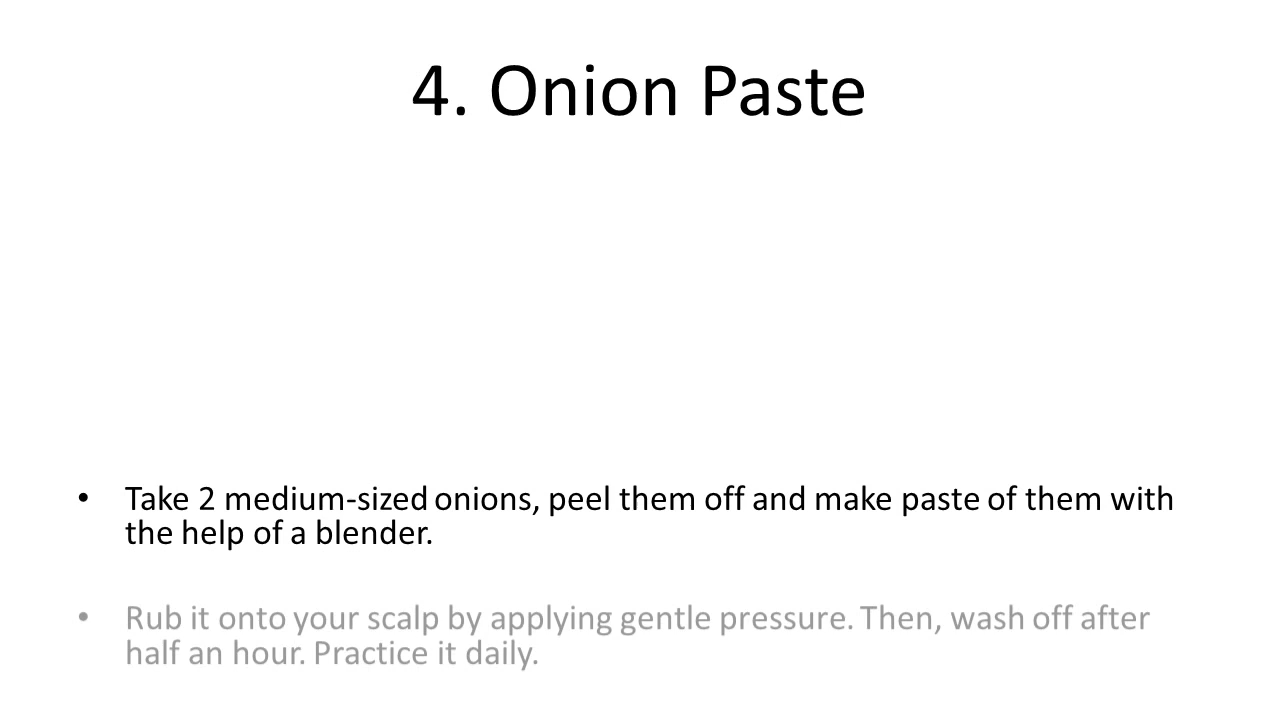 4. Onion Paste
• Take 2 medium-sized onions, peel them off and make paste of them with
the help of a blender.
• Rub it onto your scalp by applying gentle pressure. Then, wash off after
half an hour. Practice it daily.